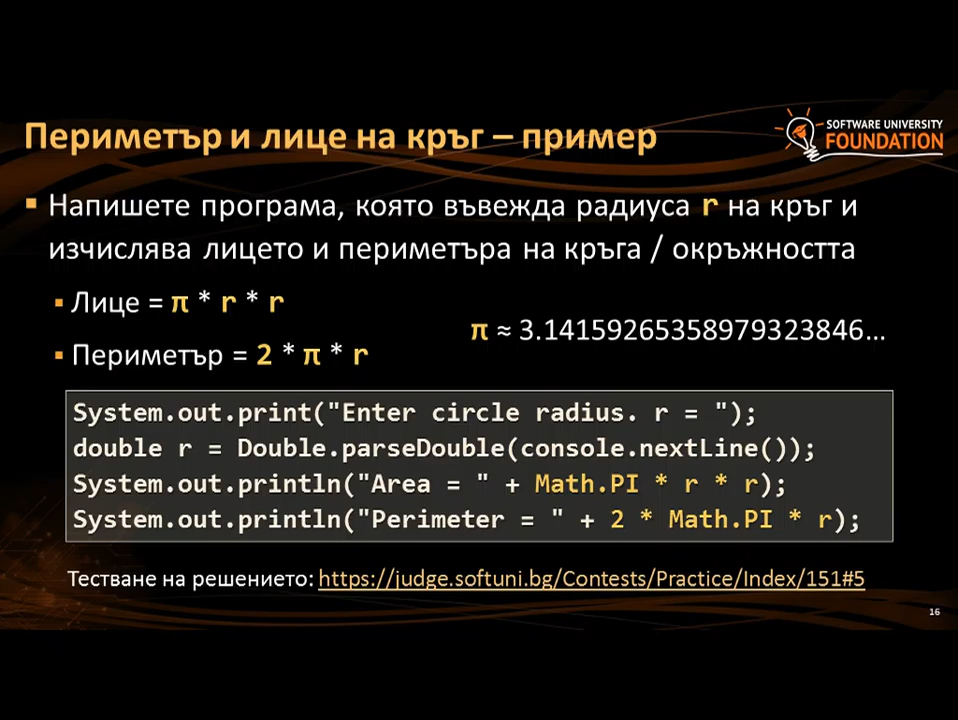 Периметър и лице на кръг – пример
SOFTWARE UNIVERSITY
FOUNDATION
▪ Напишете програма, която въвежда радиуса r на кръг и
изчислява лицето и периметъра на кръга / окръжността
▪ Лице = π * r * r
π ≈ 3.14159265358979323846…
▪ Периметър = 2 * π * r
System.out.print("Enter circle radius. r = ");
double r = Double.parseDouble(console.nextLine());
System.out.println("Area = " + Math.PI * r * r);
System.out.println("Perimeter = " + 2 * Math.PI * r);
Тестване на решението: https://judge.softuni.bg/Contests/Practice/Index/151#5
16